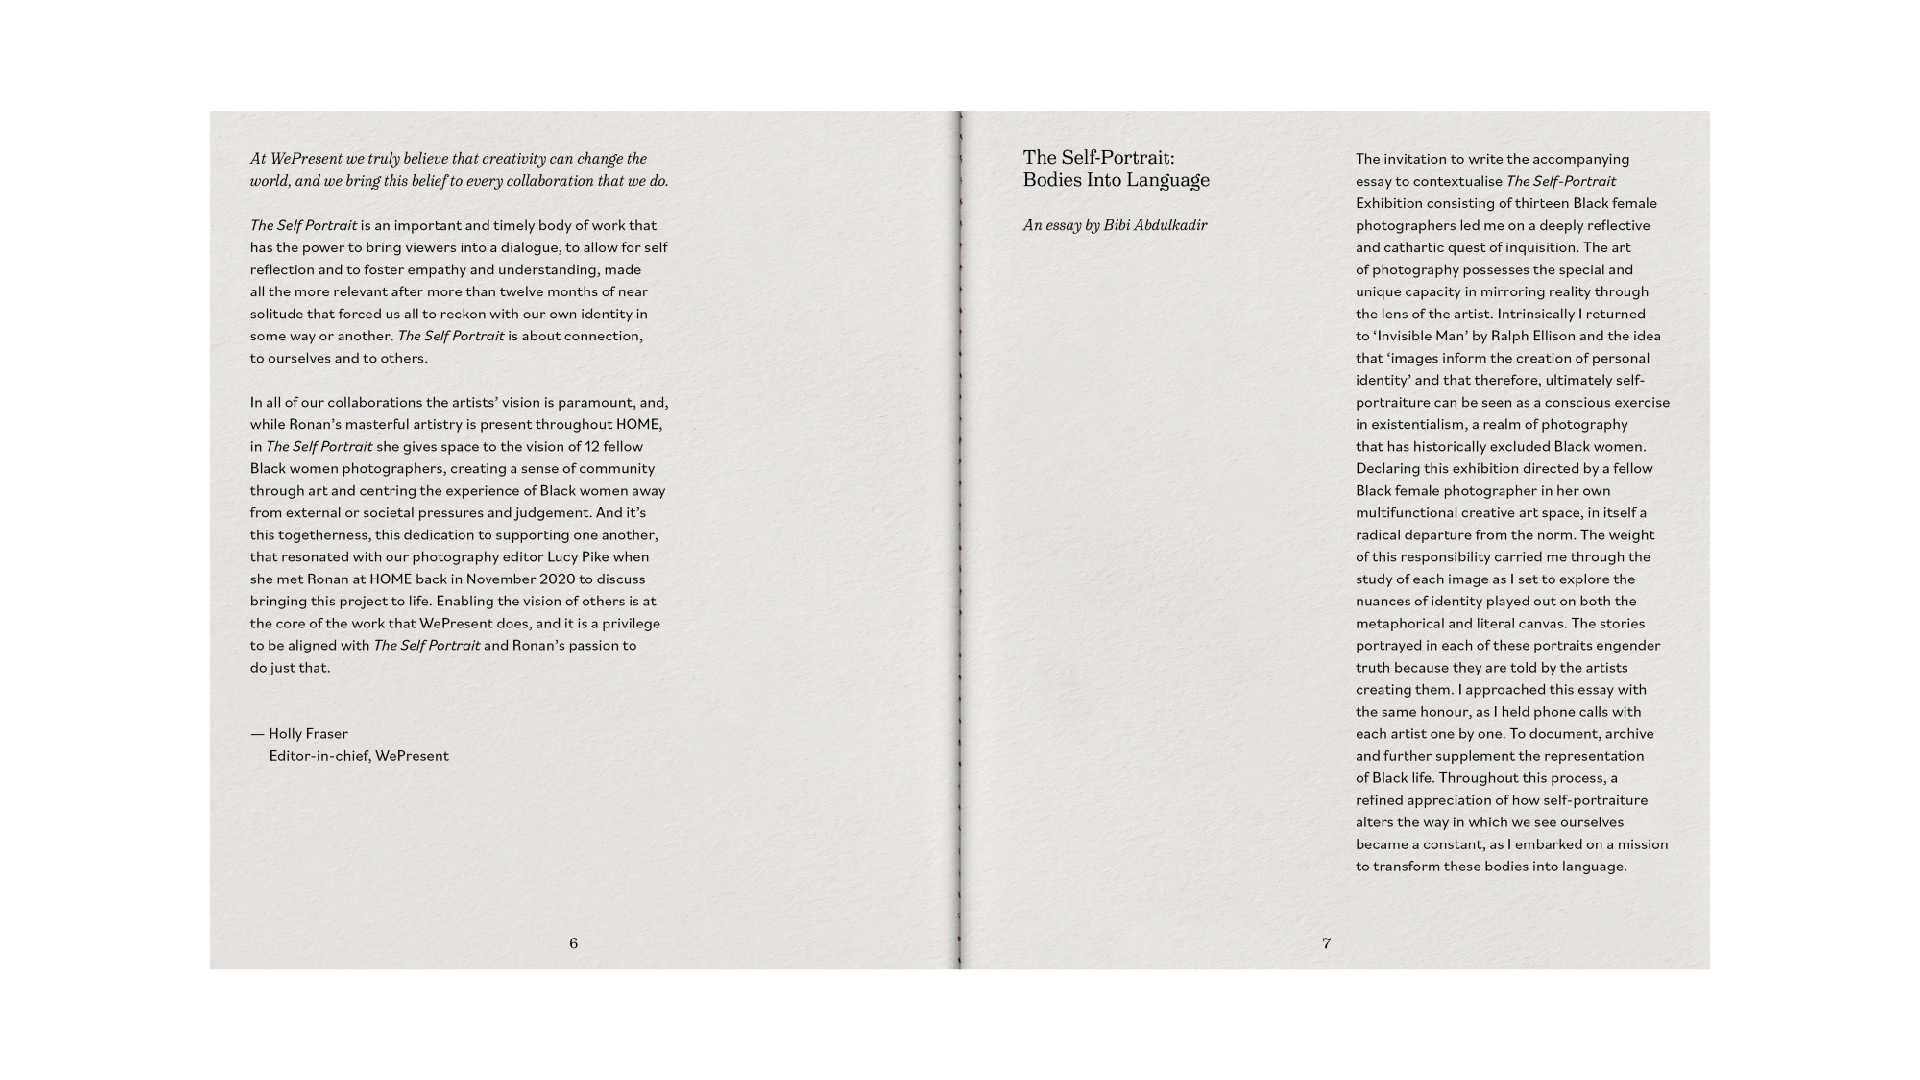 At WePresent we truly believe that creativity can change the
world, and we bring this belief to every collaboration that we do.
The Self Portrait is an important and timely body of work that
has the power to bring viewers into a dialogue, to allow for self
reflection and to foster empathy and understanding, made
all the more relevant after more than twelve months of near
solitude that forced us all to reckon with our own identity in
some way or another. The Self Portrait is about connection,
to ourselves and to others.
In all of our collaborations the artists’ vision is paramount, and,
while Ronan’s masterful artistry is present throughout HOME,
in The Self Portrait she gives space to the vision of 12 fellow
Black women photographers, creating a sense of community
through art and centring the experience of Black women away
from external or societal pressures and judgement. And it’s
this togetherness, this dedication to supporting one another,
that resonated with our photography editor Lucy Pike when
she met Ronan at HOME back in November 2020 to discuss
bringing this project to life. Enabling the vision of others is at
the core of the work that WePresent does, and it is a privilege
to be aligned with The Self Portrait and Ronan’s passion to
do just that.
— Holly Fraser
Editor-in-chief, WePresent
6
The Self-Portrait:
Bodies Into Language
An essay by Bibi Abdulkadir
The invitation to write the accompanying
essay to contextualise The Self-Portrait
Exhibition consisting of thirteen Black female
photographers led me on a deeply reflective
and cathartic quest of inquisition. The art
of photography possesses the special and
unique capacity in mirroring reality through
the lens of the artist. Intrinsically I returned
to ‘Invisible Man’ by Ralph Ellison and the idea
that ‘images inform the creation of personal
identity’ and that therefore, ultimately self-
portraiture can be seen as a conscious exercise
in existentialism, a realm of photography
that has historically excluded Black women.
Declaring this exhibition directed by a fellow
Black female photographer in her own
multifunctional creative art space, in itself a
radical departure from the norm. The weight
of this responsibility carried me through the
study of each image as I set to explore the
nuances of identity played out on both the
metaphorical and literal canvas. The stories
portrayed in each of these portraits engender
truth because they are told by the artists
creating them. I approached this essay with
the same honour, as I held phone calls with
each artist one by one. To document, archive
and further supplement the representation
of Black life. Throughout this process, a
refined appreciation of how self-portraiture
alters the way in which we see ourselves
became a constant, as I embarked on a mission
to transform these bodies into language.
7